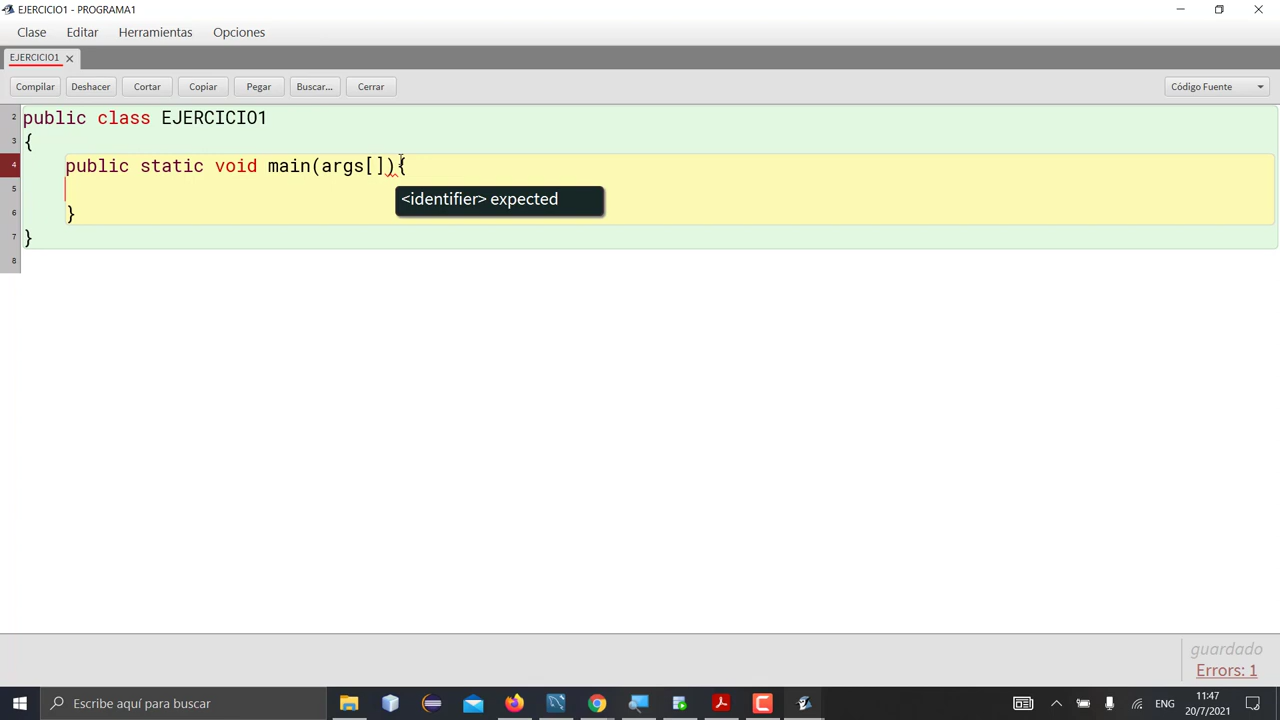 EJERCICIO1 - PROGRAMA1
Clase Editar Herramientas Opciones
EJERCICIO1
Compilar Deshacer Cortar Copiar Pegar Buscar... Cerrar Código Fuente
2 public class EJERCICIO1
3 {
4 public static void main(args[]){
5 <identifier> expected
6 }
7 }
8
guardado
Errors: 1
Escribe aquí para buscar
ENG
11:47
20/7/2021